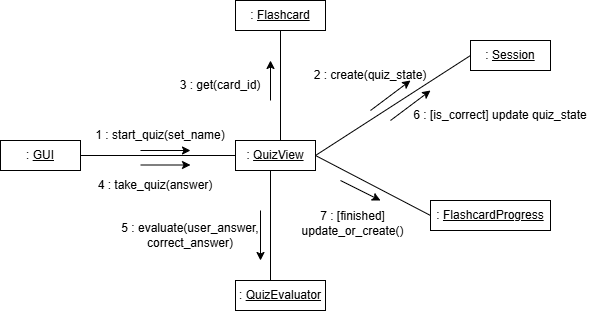 : Flashcard
: Session
3 : get(card_id)
2 : create(quiz_state)
6 : [is_correct] update quiz_state
1 : start_quiz(set_name)
: GUI
: QuizView
4 : take_quiz(answer)
7 : [finished]
update_or_create()
: FlashcardProgress
5 : evaluate(user_answer,
correct_answer)
: QuizEvaluator